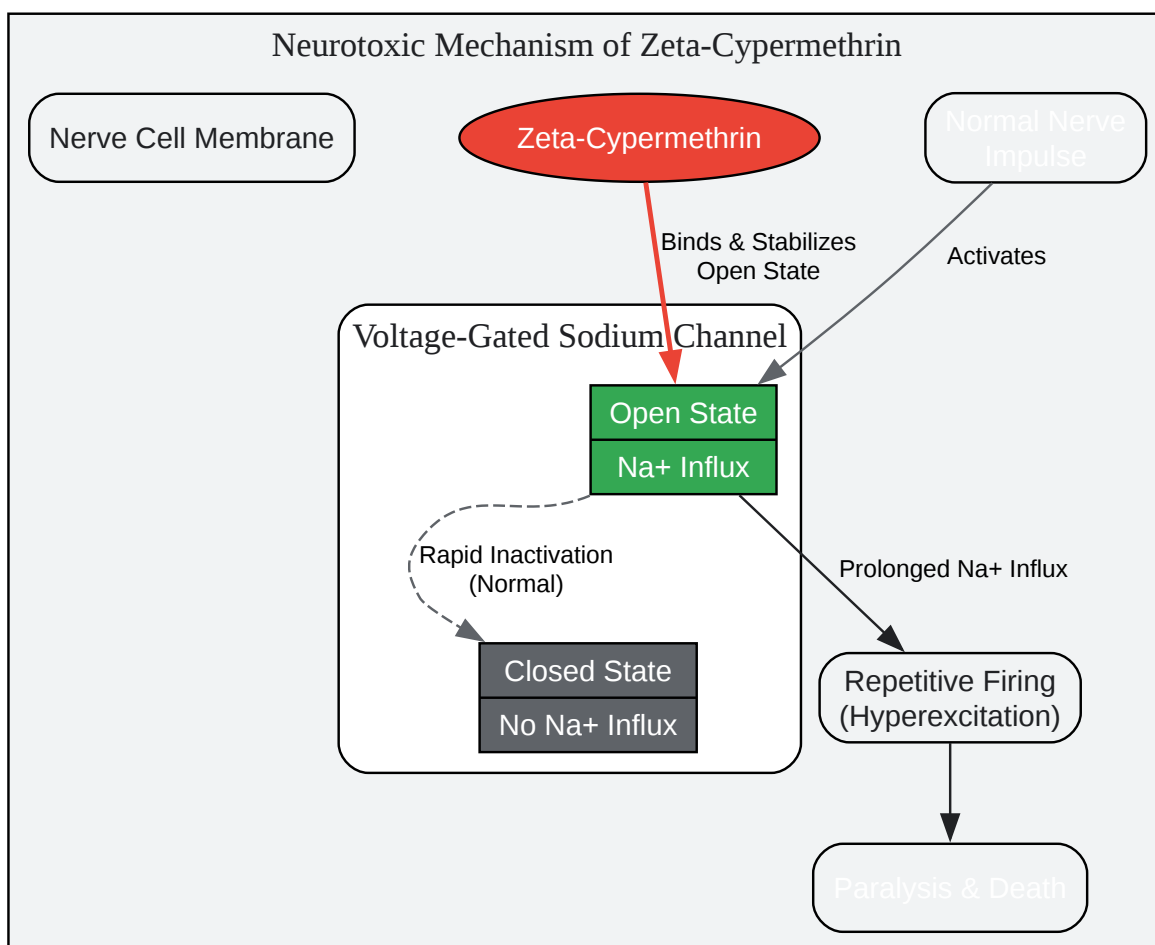 Neurotoxic Mechanism of Zeta-Cypermethrin
Nerve Cell Membrane
Zeta-Cypermethrin
Normal Nerve
Impulse
Binds & Stabilizes
Open State
Activates
Voltage-Gated Sodium Channel
Open State
Na+ Influx
Rapid Inactivation
(Normal)
Prolonged Na+ Influx
Closed State
No Na+ Influx
Repetitive Firing
(Hyperexcitation)
Paralysis & Death